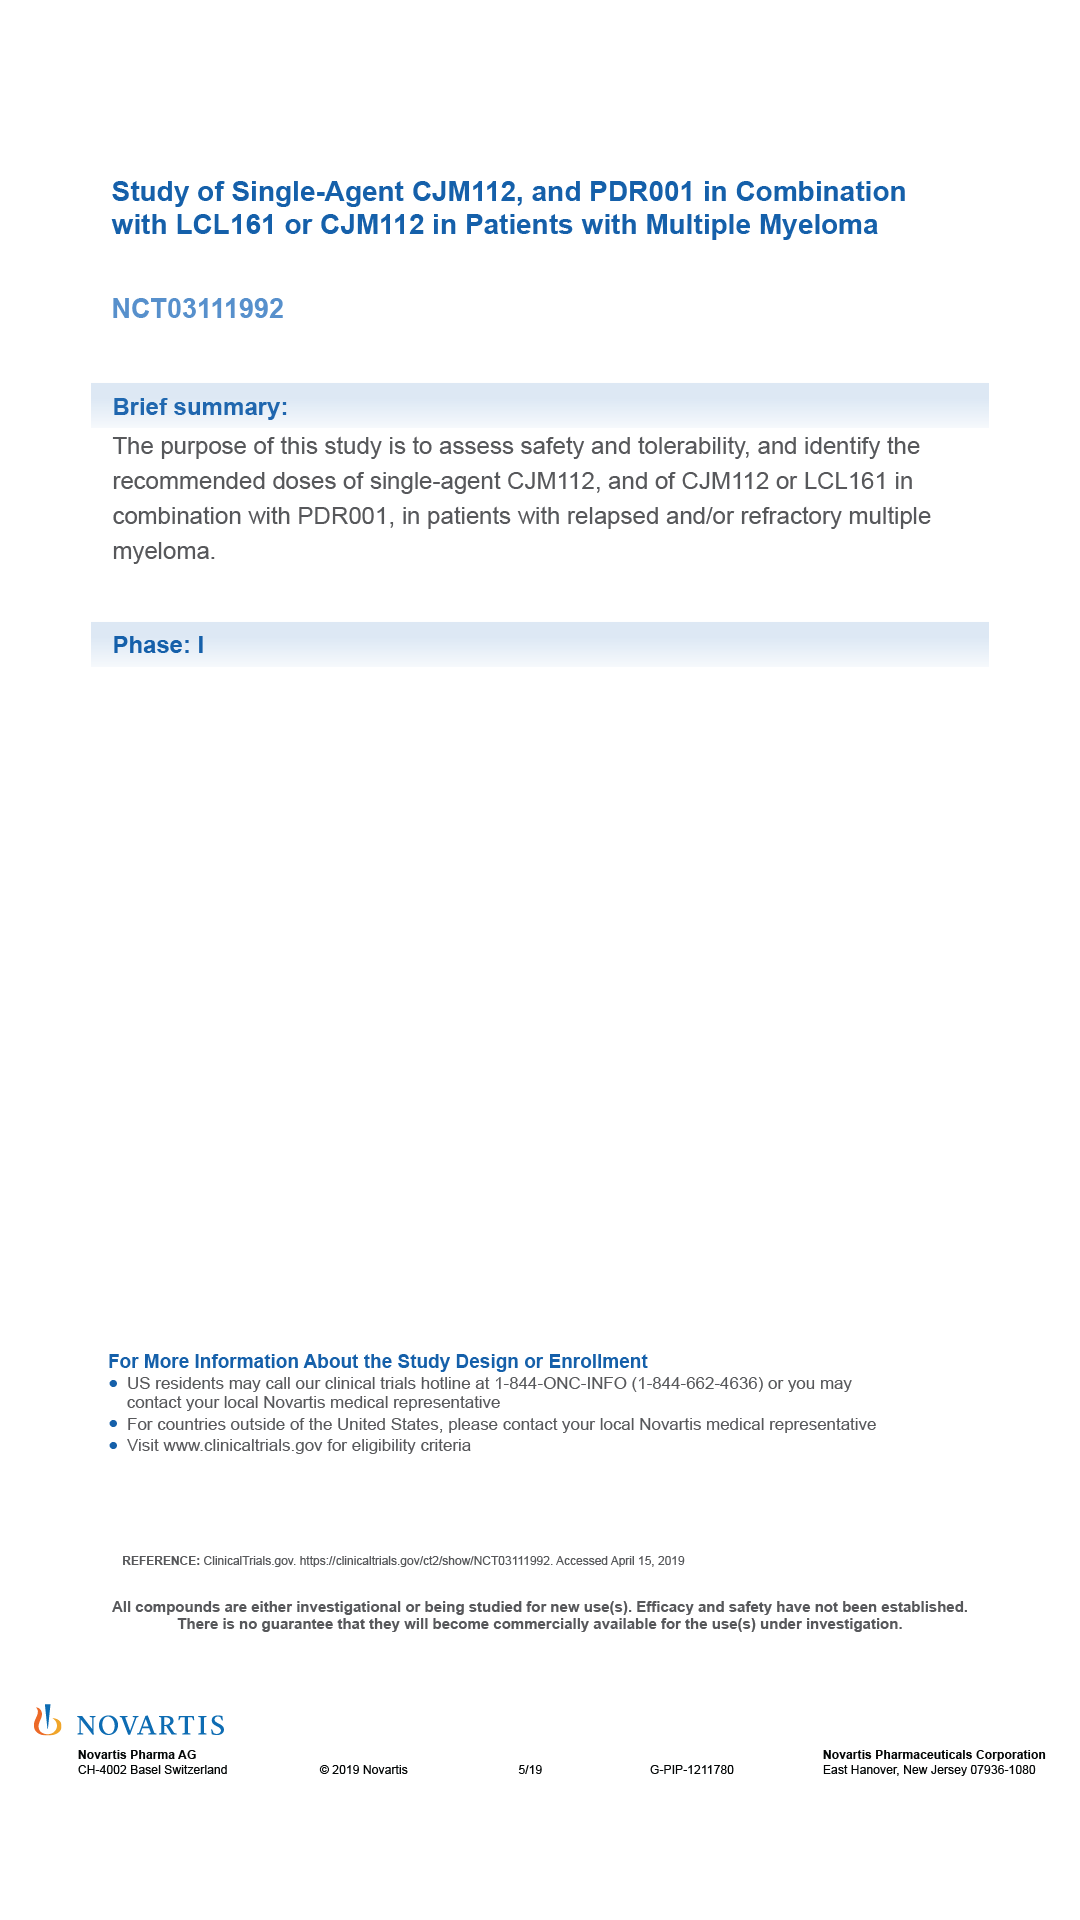 Study of Single-Agent CJM112, and PDR001 in Combination
with LCL161 or CJM112 in Patients with Multiple Myeloma
NCT03111992
Brief summary:
The purpose of this study is to assess safety and tolerability, and identify the
recommended doses of single-agent CJM112, and of CJM112 or LCL161 in
combination with PDR001, in patients with relapsed and/or refractory multiple
myeloma.
Phase: I
For More Information About the Study Design or Enrollment
● US residents may call our clinical trials hotline at 1-844-ONC-INFO (1-844-662-4636) or you may
contact your local Novartis medical representative
● For countries outside of the United States, please contact your local Novartis medical representative
● Visit www.clinicaltrials.gov for eligibility criteria
REFERENCE: ClinicalTrials.gov. https://clinicaltrials.gov/ct2/show/NCT03111992. Accessed April 15, 2019
All compounds are either investigational or being studied for new use(s). Efficacy and safety have not been established.
There is no guarantee that they will become commercially available for the use(s) under investigation.
NOVARTIS
Novartis Pharma AG
CH-4002 Basel Switzerland
© 2019 Novartis
5/19
G-PIP-1211780
Novartis Pharmaceuticals Corporation
East Hanover, New Jersey 07936-1080